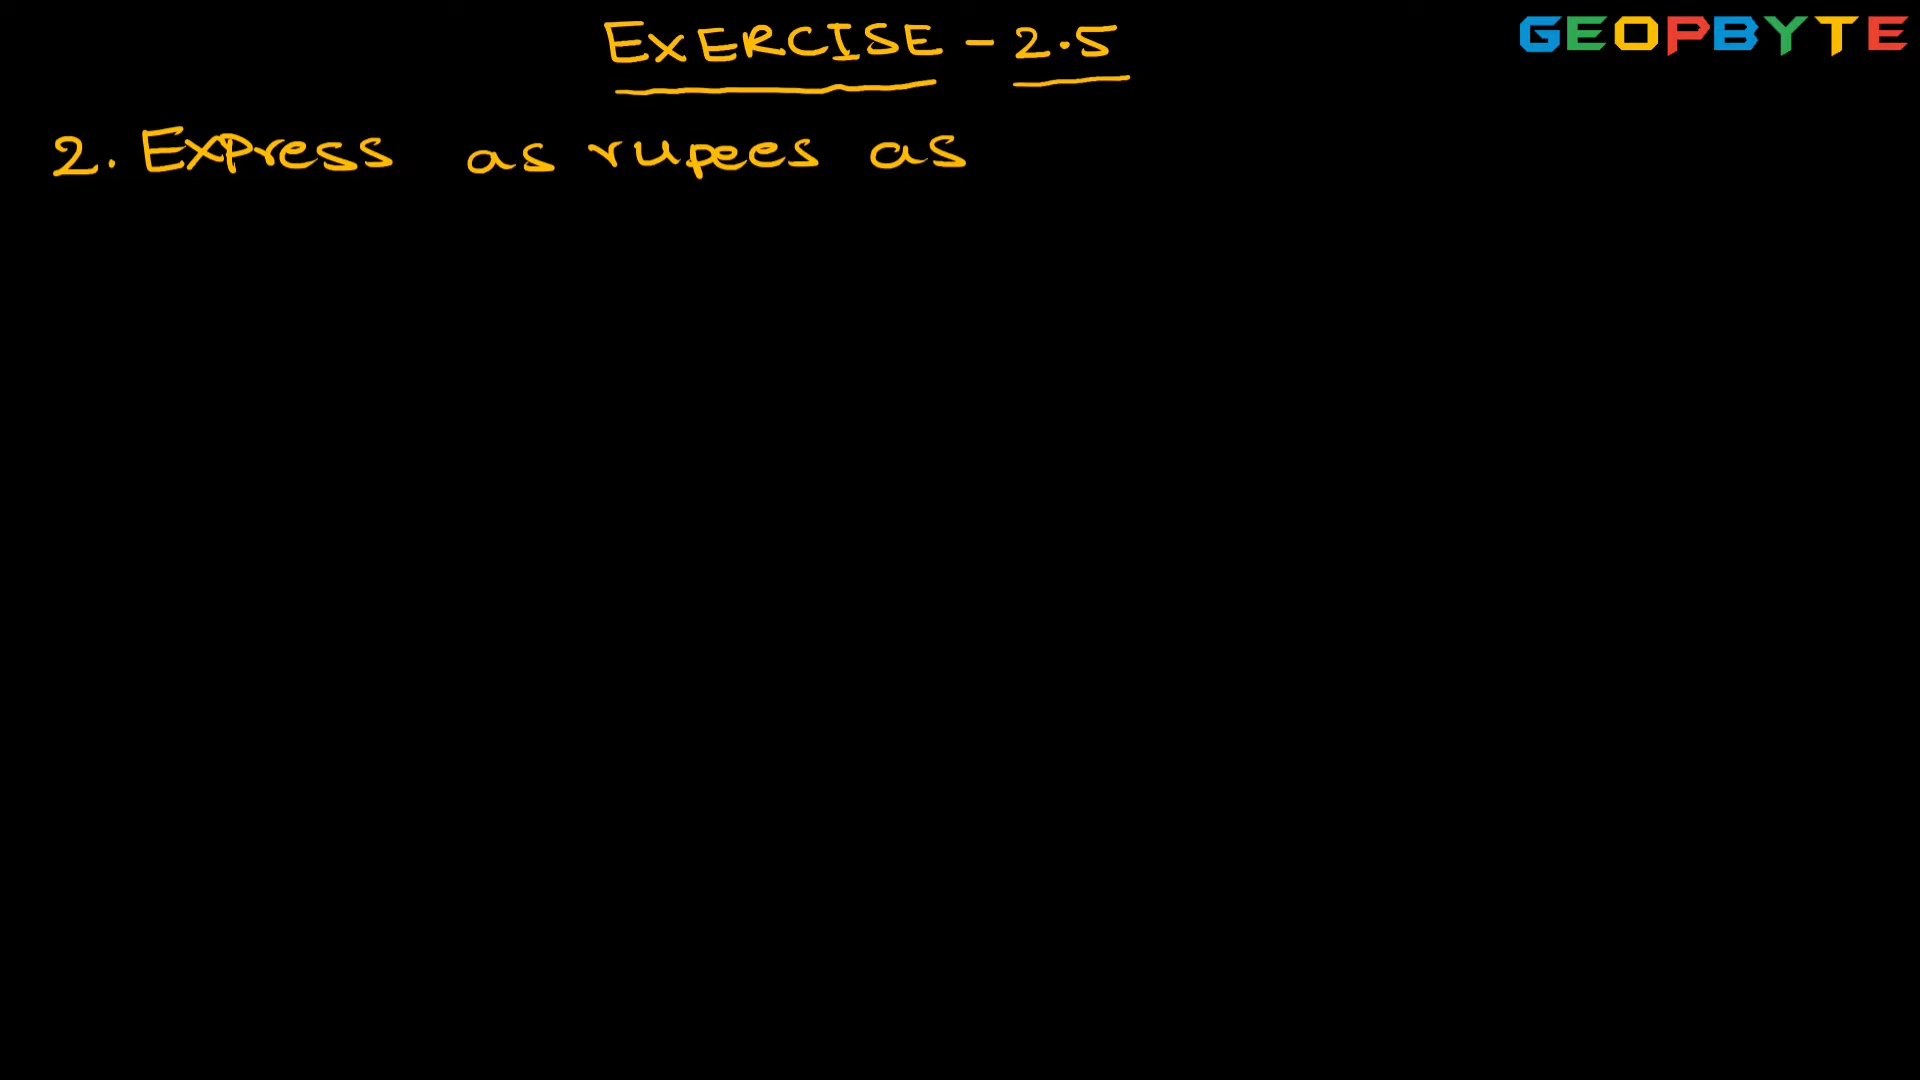 EXERCISE - 2.5
GEOPBYTE
2. Express as rupees as